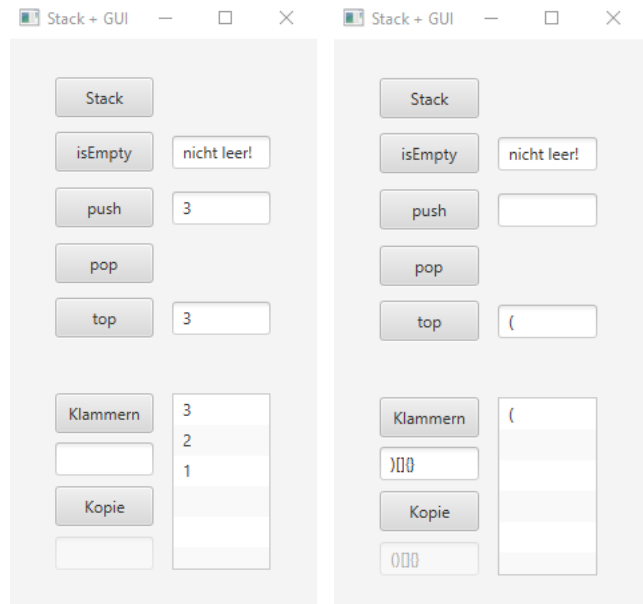 Stack + GUI
Stack
isEmpty nicht leer!
push 3
pop
top 3
Klammern
3
2
1
Kopie
Stack + GUI
Stack
isEmpty nicht leer!
push
pop
top (
Klammern
(
)[]{}
Kopie
()[]{}